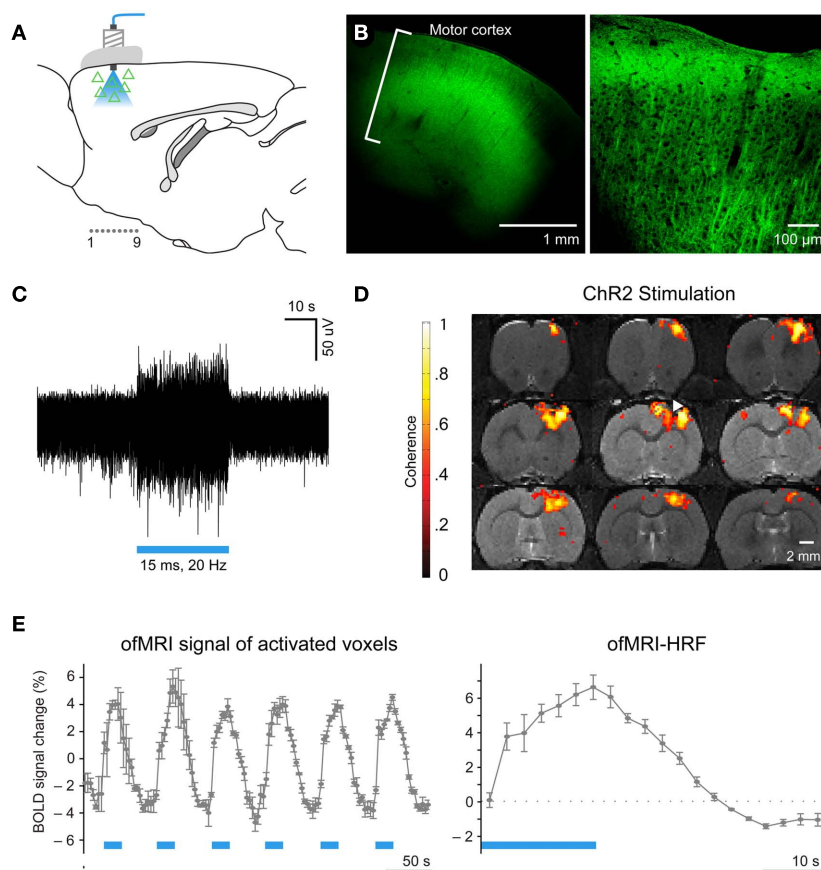 A
1 9
B
Motor cortex
1 mm
100 µm
C
10 s
50 uV
15 ms, 20 Hz
D
ChR2 Stimulation
Coherence
1
.8
.6
.4
.2
0
2 mm
E
ofMRI signal of activated voxels
BOLD signal change (%)
6
4
2
0
−2
−4
−6
50 s
ofMRI-HRF
6
4
2
0
−2
10 s